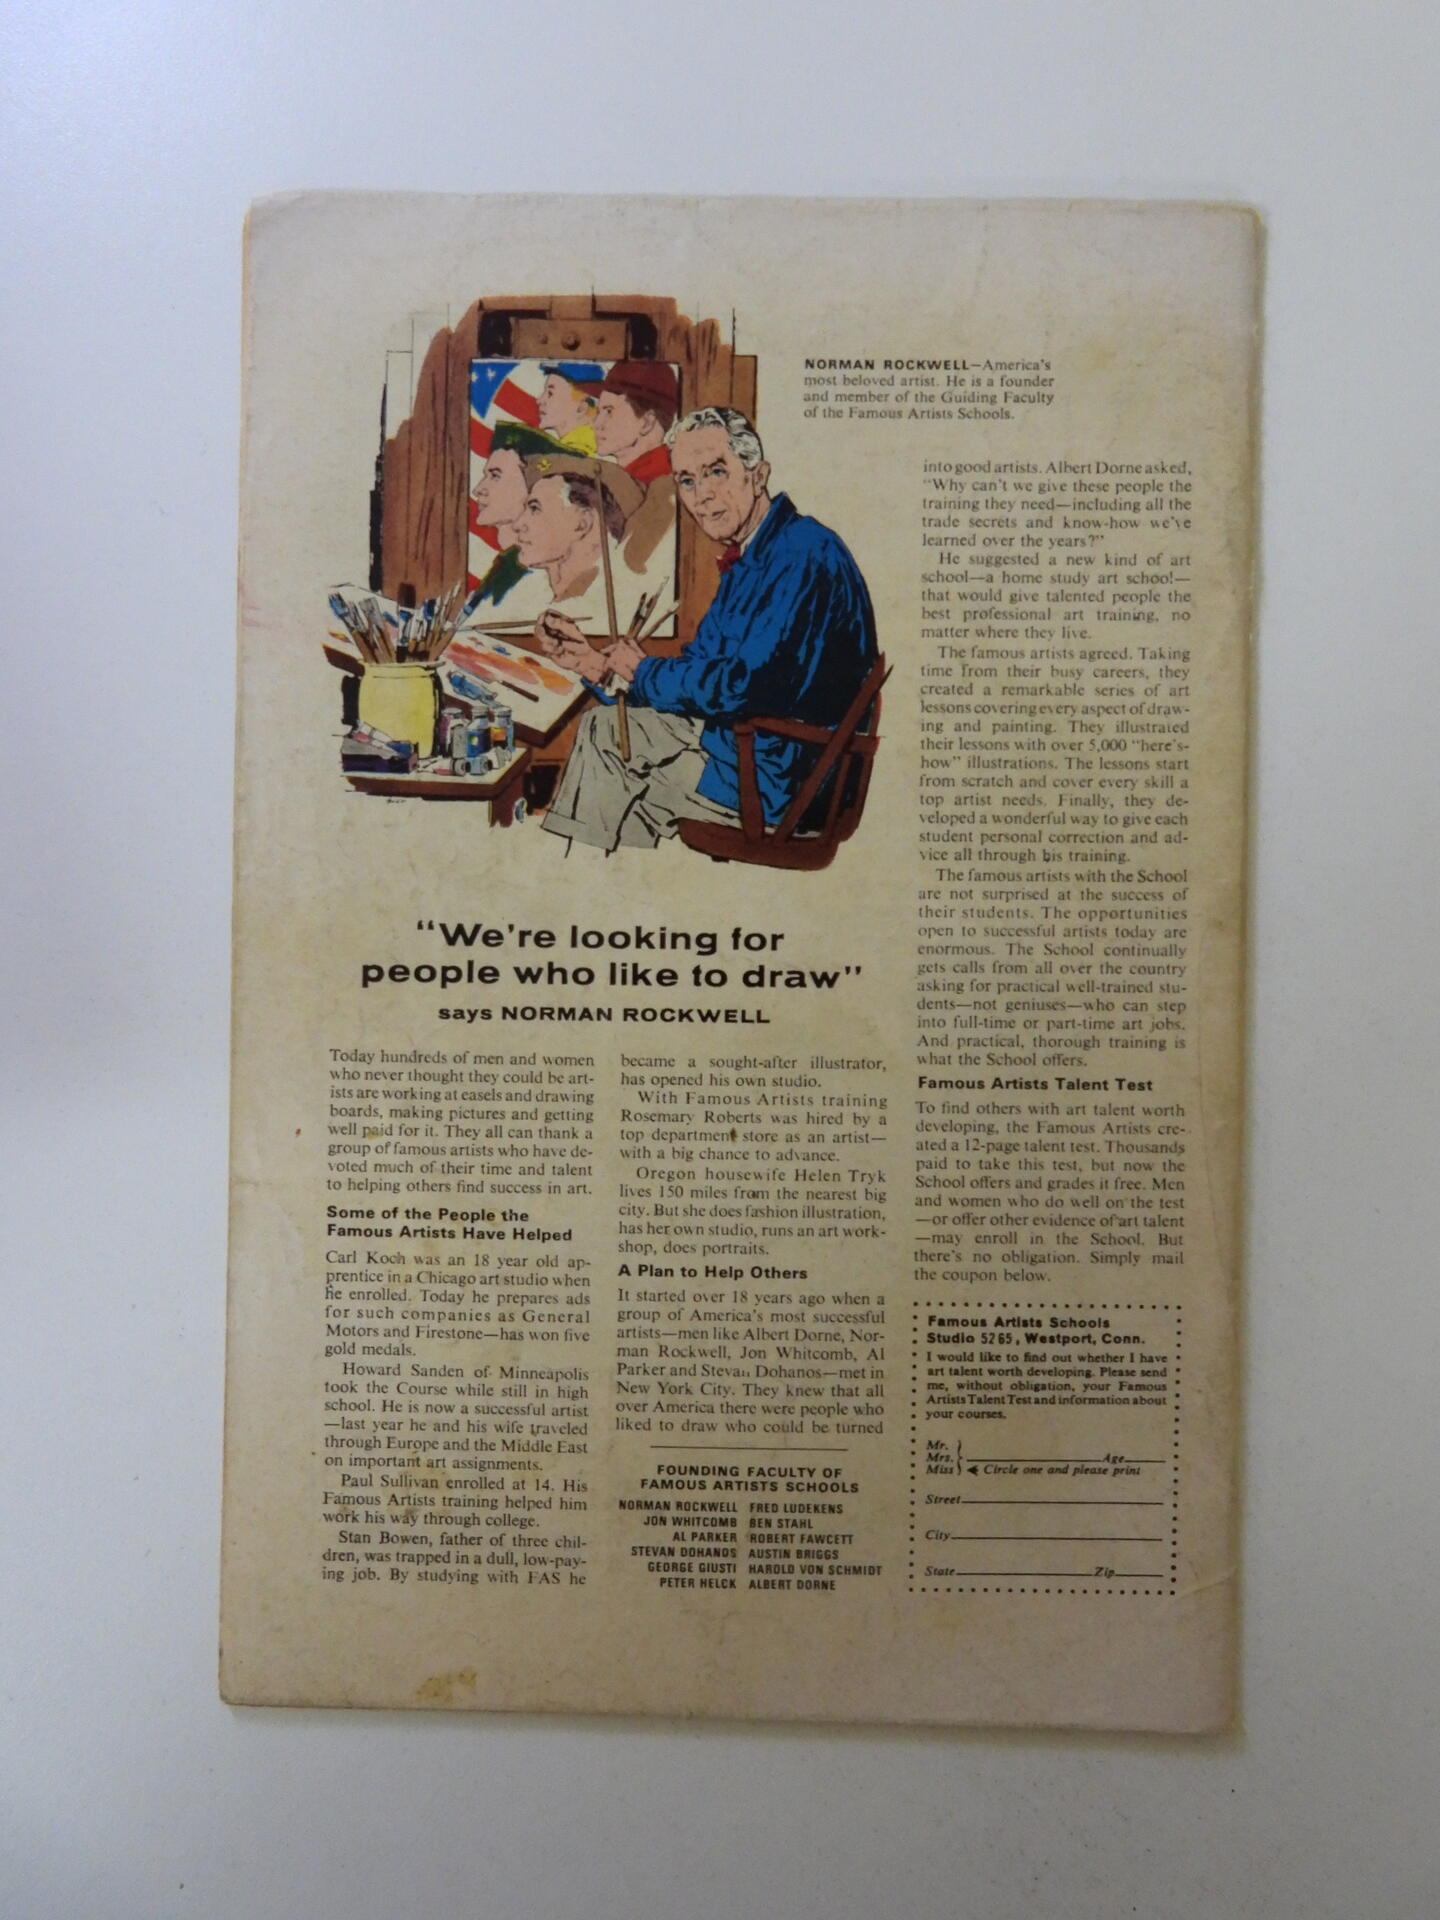 NORMAN ROCKWELL—America's
most beloved artist. He is a founder
and member of the Guiding Faculty
of the Famous Artists Schools.
"We're looking for
people who like to draw"
says NORMAN ROCKWELL
Today hundreds of men and women
who never thought they could be art-
ists are working at easels and drawing
boards, making pictures and getting
well paid for it. They all can thank a
group of famous artists who have de-
voted much of their time and talent
to helping others find success in art.
Some of the People the
Famous Artists Have Helped
Carl Koch was an 18 year old ap-
prentice in a Chicago art studio when
he enrolled. Today he prepares ads
for such companies as General
Motors and Firestone—has won five
gold medals.
Howard Sanden of Minneapolis
took the Course while still in high
school. He is now a successful artist
—last year he and his wife traveled
through Europe and the Middle East
on important art assignments.
Paul Sullivan enrolled at 14. His
Famous Artists training helped him
work his way through college.
Stan Bowen, father of three chil-
dren, was trapped in a dull, low-pay-
ing job. By studying with FAS he
became a sought-after illustrator,
has opened his own studio.
With Famous Artists training
Rosemary Roberts was hired by a
top department store as an artist—
with a big chance to advance.
Oregon housewife Helen Tryk
lives 150 miles from the nearest big
city. But she does fashion illustration,
has her own studio, runs an art work-
shop, does portraits.
A Plan to Help Others
It started over 18 years ago when a
group of America's most successful
artists—men like Albert Dorne, Nor-
man Rockwell, Jon Whitcomb, Al
Parker and Stevan Dohanos—met in
New York City. They knew that all
over America there were people who
liked to draw who could be turned
FOUNDING FACULTY OF
FAMOUS ARTISTS SCHOOLS
NORMAN ROCKWELL FRED LUDEKENS
JON WHITCOMB BEN STAHL
AL PARKER ROBERT FAWCETT
STEVAN DOHANOS AUSTIN BRIGGS
GEORGE GIUSTI HAROLD VON SCHMIDT
PETER HELCK ALBERT DORNE
into good artists. Albert Dorne asked,
"Why can't we give these people the
training they need—including all the
trade secrets and know-how we've
learned over the years?"
He suggested a new kind of art
school—a home study art school—
that would give talented people the
best professional art training, no
matter where they live.
The famous artists agreed. Taking
time from their busy careers, they
created a remarkable series of art
lessons covering every aspect of draw-
ing and painting. They illustrated
their lessons with over 5,000 "here's-
how" illustrations. The lessons start
from scratch and cover every skill a
top artist needs. Finally, they de-
veloped a wonderful way to give each
student personal correction and ad-
vice all through his training.
The famous artists with the School
are not surprised at the success of
their students. The opportunities
open to successful artists today are
enormous. The School continually
gets calls from all over the country
asking for practical well-trained stu-
dents—not geniuses—who can step
into full-time or part-time art jobs.
And practical, thorough training is
what the School offers.
Famous Artists Talent Test
To find others with art talent worth
developing, the Famous Artists cre-
ated a 12-page talent test. Thousands
paid to take this test, but now the
School offers and grades it free. Men
and women who do well on the test
—or offer other evidence of art talent
—may enroll in the School. But
there's no obligation. Simply mail
the coupon below.
Famous Artists Schools
Studio 5265, Westport, Conn.
I would like to find out whether I have
art talent worth developing. Please send
me, without obligation, your Famous
Artists Talent Test and information about
your courses.
Mr.
Mrs. Age
Miss Circle one and please print
Street
City
State Zip